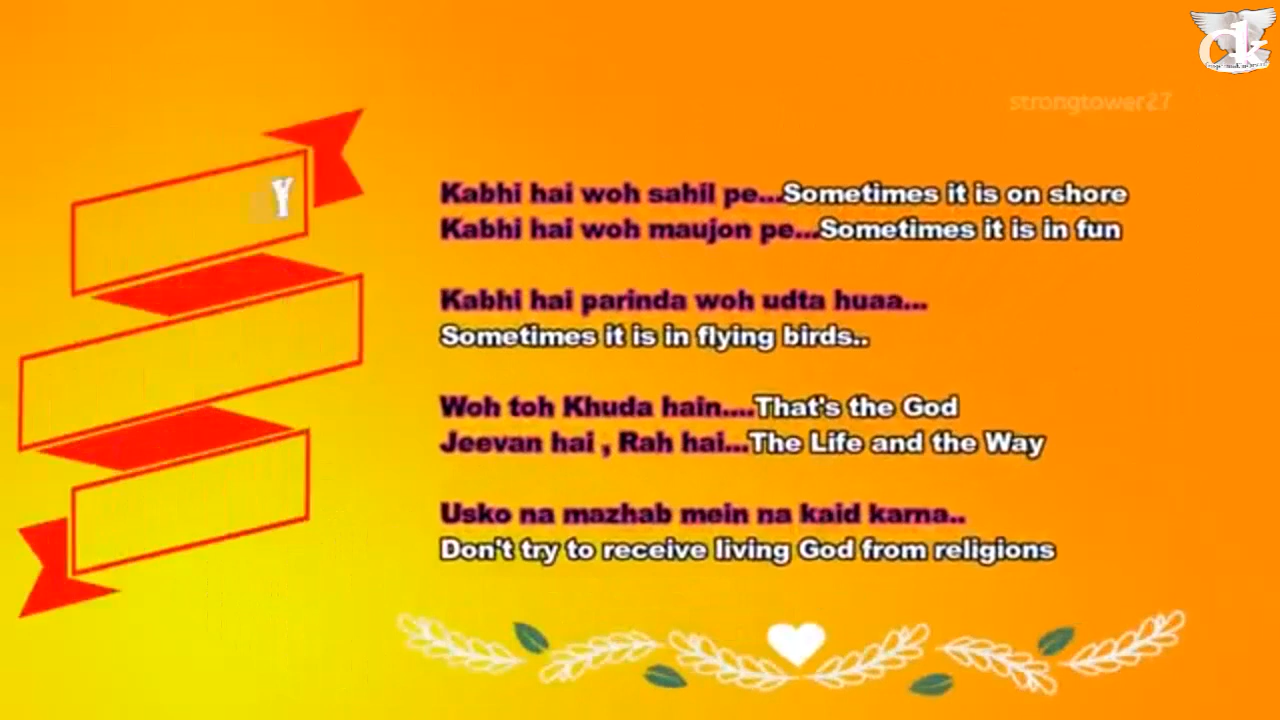 strongtower27
Y
Kabhi hai woh sahil pe...Sometimes it is on shore
Kabhi hai woh maujon pe...Sometimes it is in fun
Kabhi hai parinda woh udta huaa...
Sometimes it is in flying birds..
Woh toh Khuda hain....That's the God
Jeevan hai , Rah hai...The Life and the Way
Usko na mazhab mein na kaid karna..
Don't try to receive living God from religions